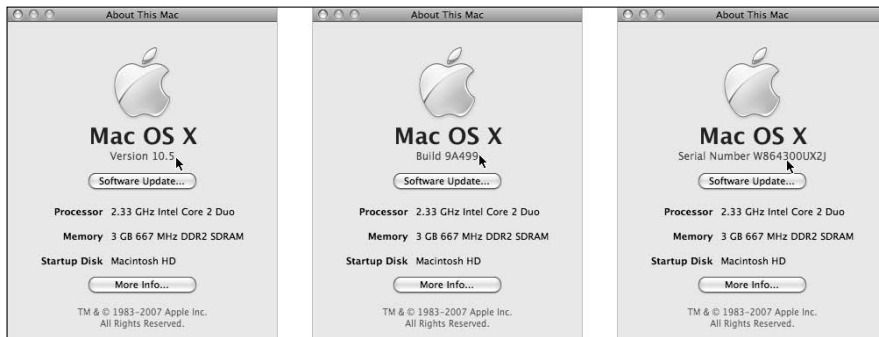 About This Mac
Mac OS X
Version 10.5
Software Update...
Processor 2.33 GHz Intel Core 2 Duo
Memory 3 GB 667 MHz DDR2 SDRAM
Startup Disk Macintosh HD
More Info...
TM & © 1983–2007 Apple Inc.
All Rights Reserved.
About This Mac
Mac OS X
Build 9A499
Software Update...
Processor 2.33 GHz Intel Core 2 Duo
Memory 3 GB 667 MHz DDR2 SDRAM
Startup Disk Macintosh HD
More Info...
TM & © 1983–2007 Apple Inc.
All Rights Reserved.
About This Mac
Mac OS X
Serial Number W864300UX2J
Software Update...
Processor 2.33 GHz Intel Core 2 Duo
Memory 3 GB 667 MHz DDR2 SDRAM
Startup Disk Macintosh HD
More Info...
TM & © 1983–2007 Apple Inc.
All Rights Reserved.